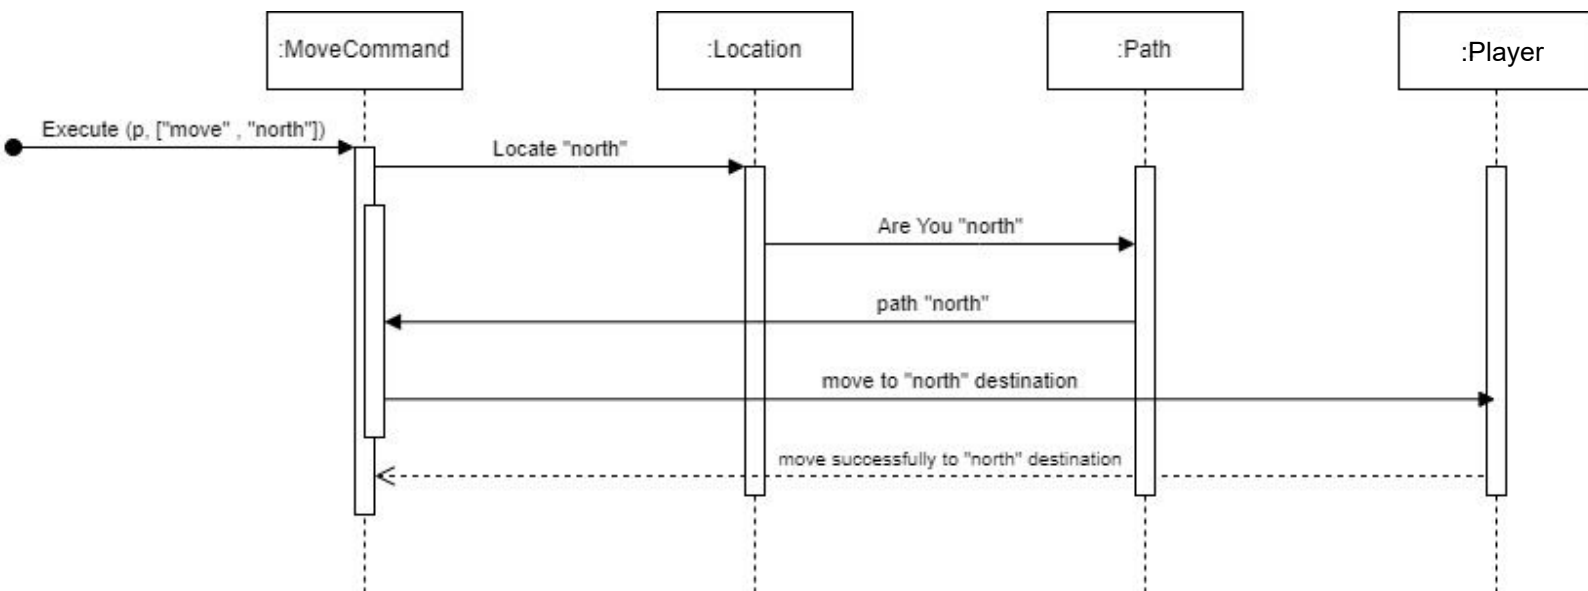 :MoveCommand
:Location
:Path
:Player
Execute (p, ["move" , "north"])
Locate "north"
Are You "north"
path "north"
move to "north" destination
move successfully to "north" destination